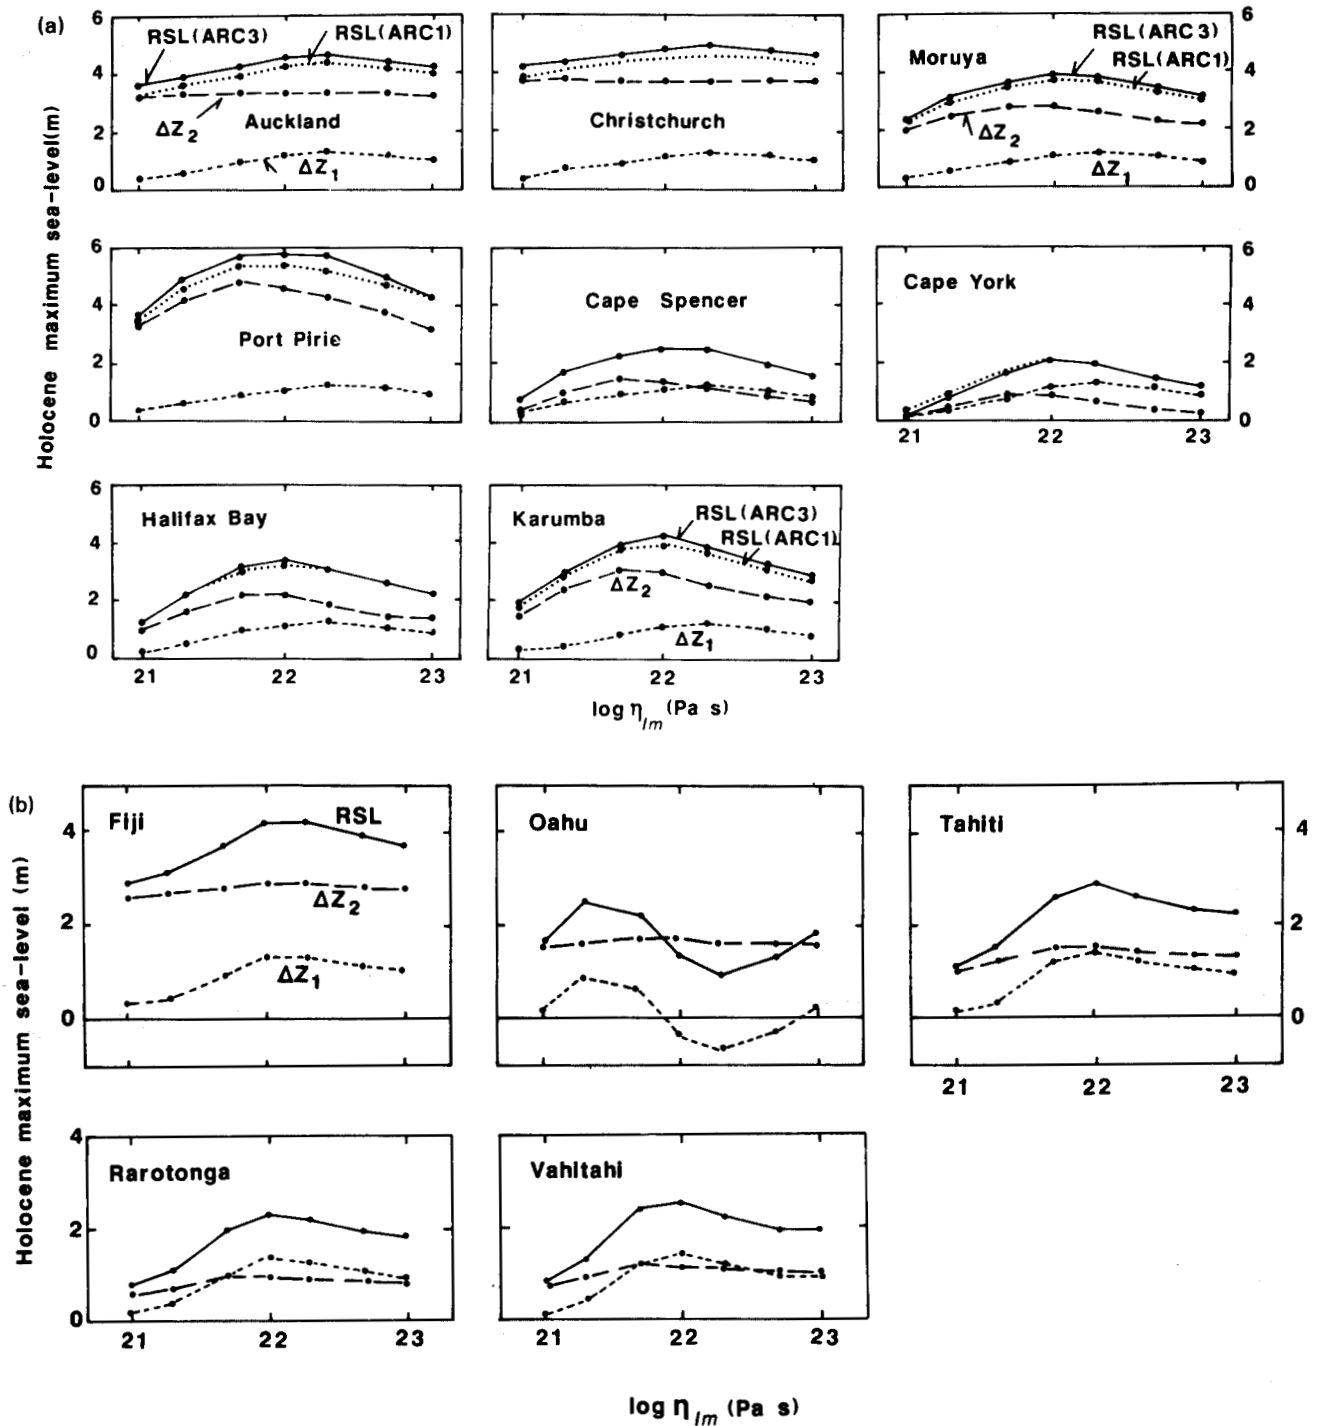 (a)
Holocene maximum sea-level(m)
6
4
2
0
RSL(ARC3)
RSL(ARC1)
ΔZ2
Auckland
ΔZ1
Christchurch
Moruya
RSL(ARC3)
RSL(ARC1)
ΔZ2
ΔZ1
6
4
2
0
6
4
2
0
Port Pirie
Cape Spencer
Cape York
6
4
2
0
21
22
23
6
4
2
0
Halifax Bay
21
22
23
Karumba
RSL(ARC3)
RSL(ARC1)
ΔZ2
ΔZ1
21
22
23
log ηlm (Pa s)
(b)
Holocene maximum sea-level (m)
4
2
0
Fiji
RSL
ΔZ2
ΔZ1
Oahu
Tahiti
4
2
0
21
22
23
4
2
0
Rarotonga
21
22
23
Vahitahi
21
22
23
log ηlm (Pa s)